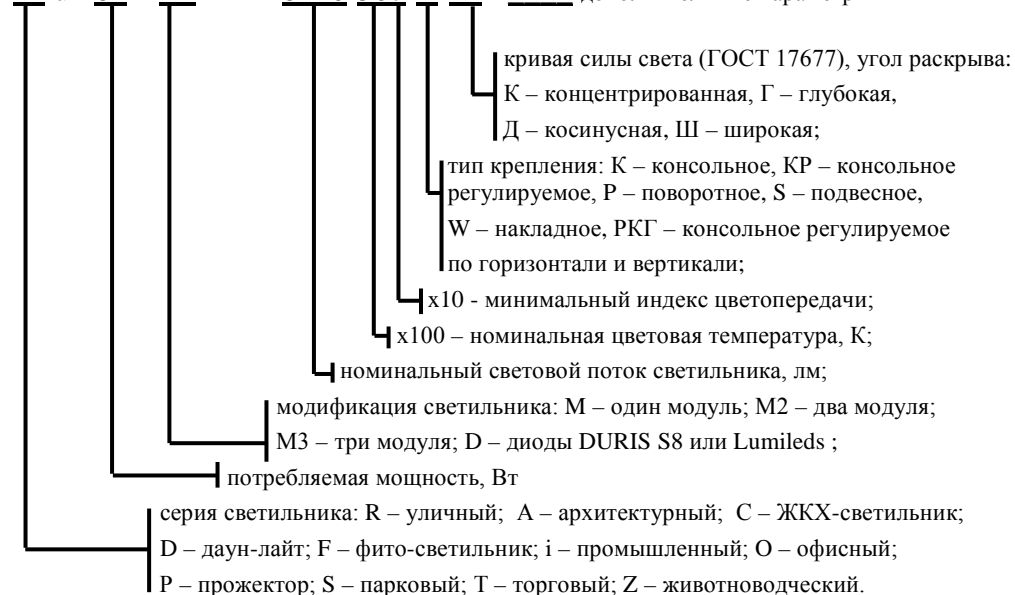 кривая силы света (ГОСТ 17677), угол раскрыва:
К – концентрированная, Г – глубокая,
Д – косинусная, Ш – широкая;
тип крепления: К – консольное, КР – консольное
регулируемое, Р – поворотное, S – подвесное,
W – накладное, РКГ – консольное регулируемое
по горизонтали и вертикали;
х10 - минимальный индекс цветопередачи;
х100 – номинальная цветовая температура, К;
номинальный световой поток светильника, лм;
модификация светильника: М – один модуль; М2 – два модуля;
М3 – три модуля; D – диоды DURIS S8 или Lumileds ;
потребляемая мощность, Вт
серия светильника: R – уличный; А – архитектурный; С – ЖКХ-светильник;
D – даун-лайт; F – фито-светильник; i – промышленный; О – офисный;
Р – прожектор; S – парковый; Т – торговый; Z – животноводческий.